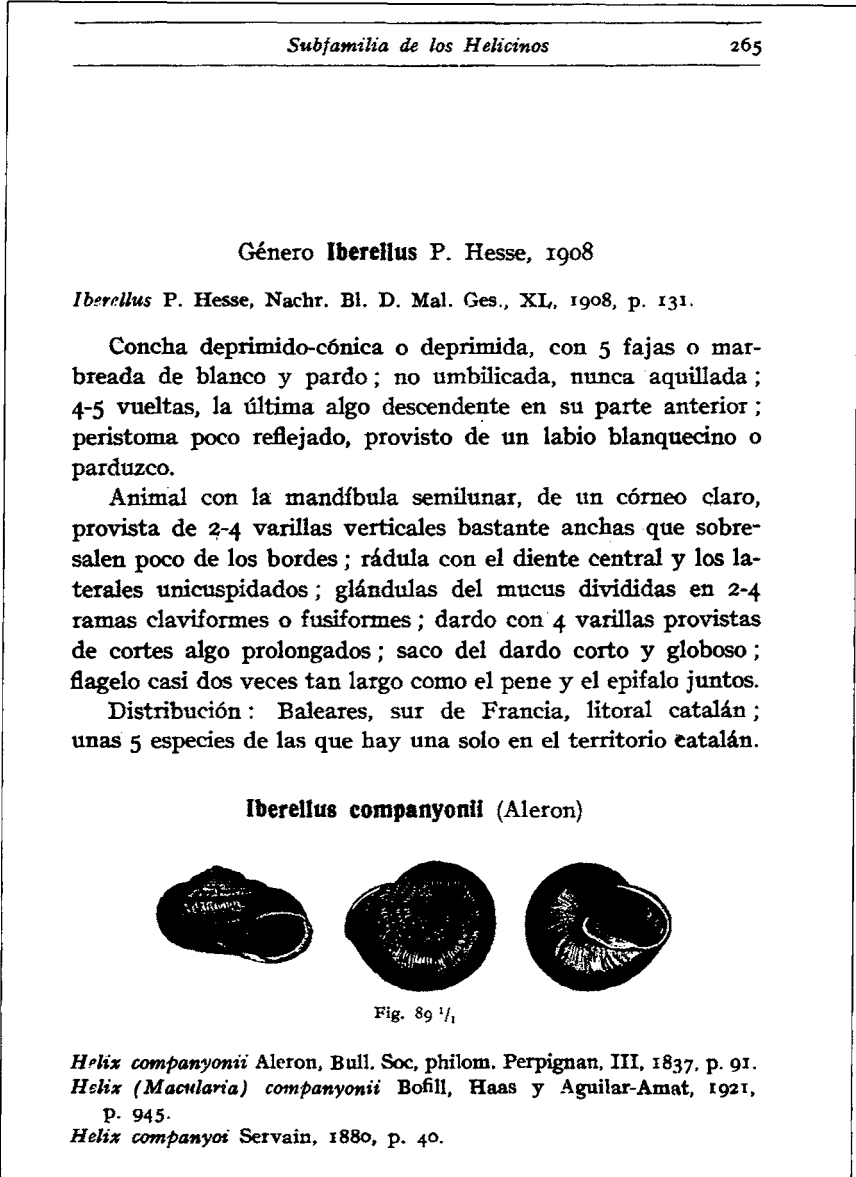 Subfamilia de los Helicinos 265
Género Iberellus P. Hesse, 1908
Iberellus P. Hesse, Nachr. Bl. D. Mal. Ges., XL, 1908, p. 131.
Concha deprimido-cónica o deprimida, con 5 fajas o mar-
breada de blanco y pardo; no umbilicada, nunca aquillada;
4-5 vueltas, la última algo descendente en su parte anterior;
peristoma poco reflejado, provisto de un labio blanquecino o
parduzco.
Animal con la mandíbula semilunar, de un córneo claro,
provista de 2-4 varillas verticales bastante anchas que sobre-
salen poco de los bordes; rádula con el diente central y los la-
terales unicuspidados; glándulas del mucus divididas en 2-4
ramas claviformes o fusiformes; dardo con 4 varillas provistas
de cortes algo prolongados; saco del dardo corto y globoso;
flagelo casi dos veces tan largo como el pene y el epifalo juntos.
Distribución: Baleares, sur de Francia, litoral catalán;
unas 5 especies de las que hay una solo en el territorio catalán.
Iberellus companyonii (Aleron)
Fig. 89 1/1
Helix companyonii Aleron, Bull. Soc, philom. Perpignan, III, 1837, p. 91.
Helix (Macularia) companyonii Bofill, Haas y Aguilar-Amat, 1921,
p. 945.
Helix companyoi Servain, 1880, p. 40.